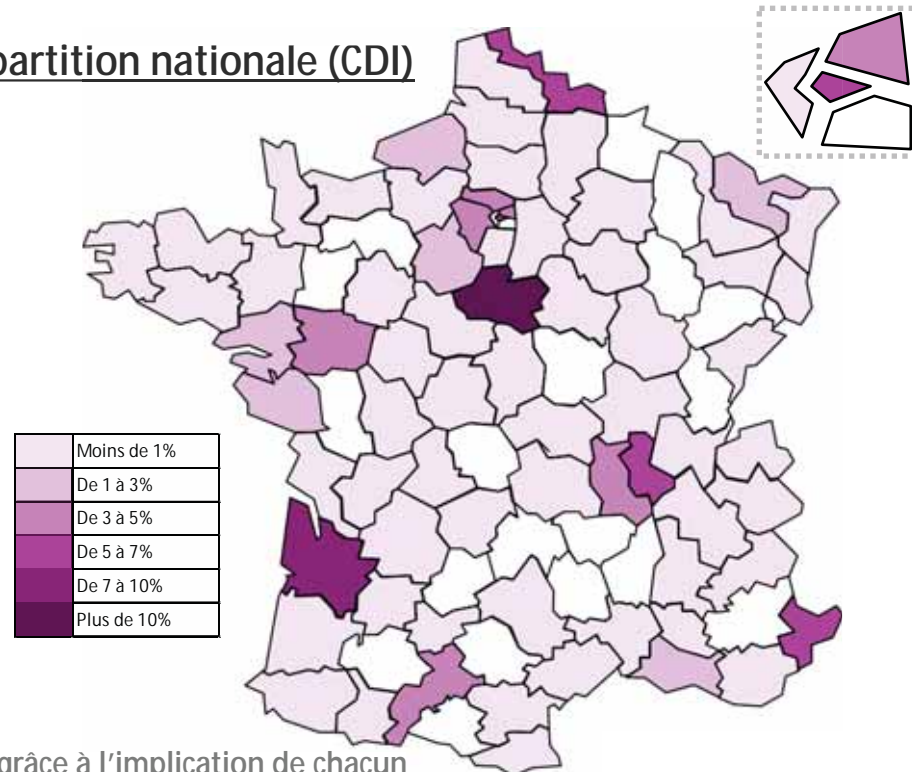 partition nationale (CDI)
Moins de 1%
De 1 à 3%
De 3 à 5%
De 5 à 7%
De 7 à 10%
Plus de 10%
grâce à l'implication de chacun